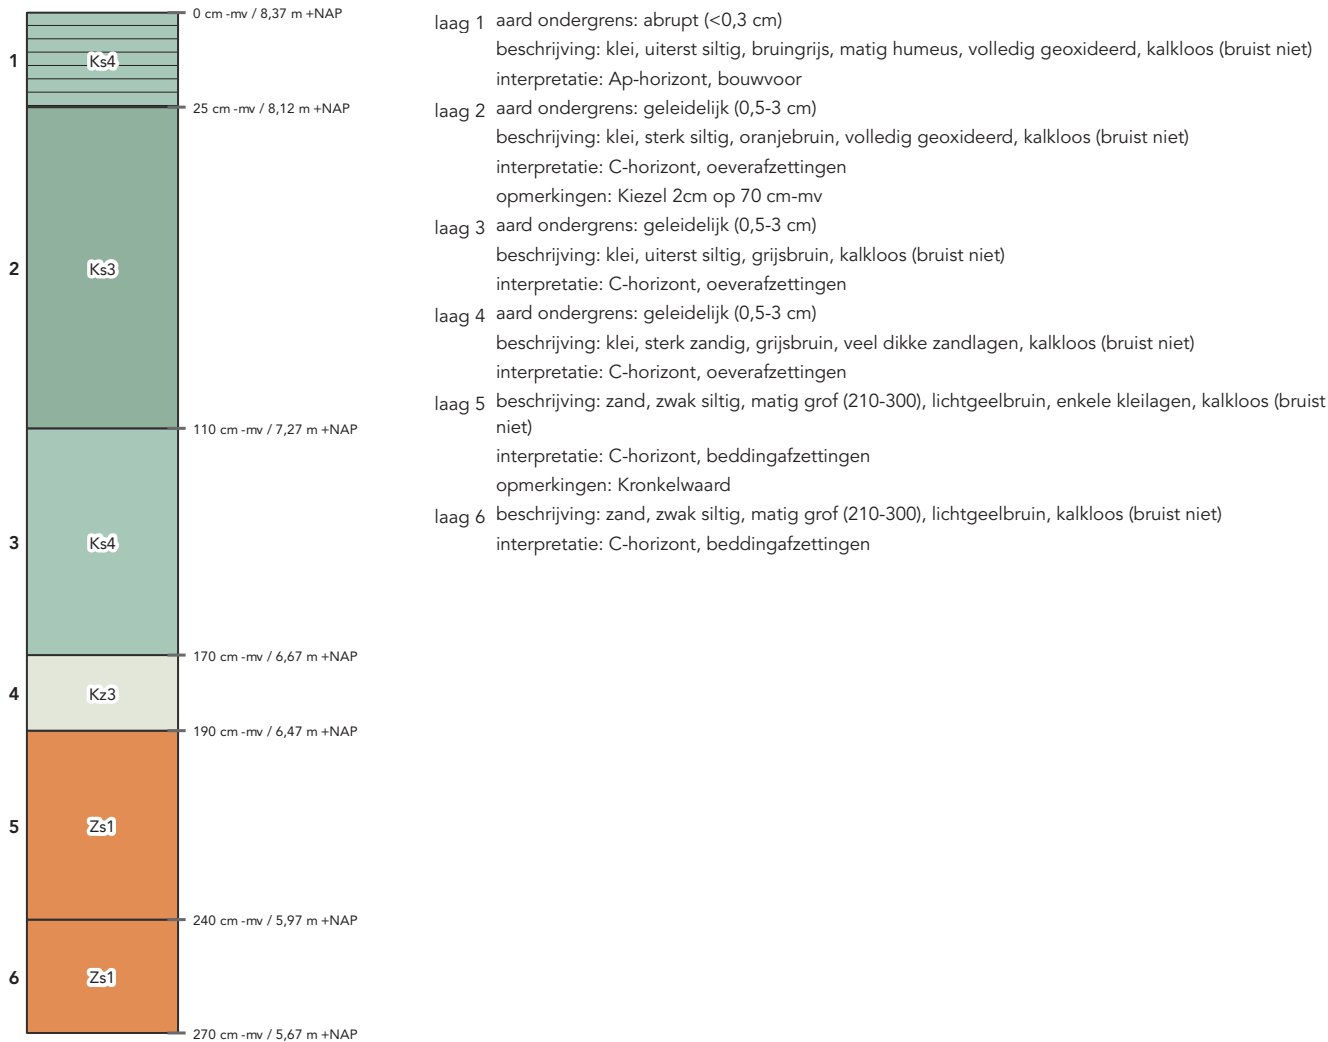 0 cm -mv / 8,37 m +NAP
1
Ks4
25 cm -mv / 8,12 m +NAP
2
Ks3
110 cm -mv / 7,27 m +NAP
3
Ks4
170 cm -mv / 6,67 m +NAP
4
Kz3
190 cm -mv / 6,47 m +NAP
5
Zs1
240 cm -mv / 5,97 m +NAP
6
Zs1
270 cm -mv / 5,67 m +NAP
laag 1 aard ondergrens: abrupt (<0,3 cm)
beschrijving: klei, uiterst siltig, bruingrijs, matig humeus, volledig geoxideerd, kalkloos (bruist niet)
interpretatie: Ap-horizont, bouwvoor
laag 2 aard ondergrens: geleidelijk (0,5-3 cm)
beschrijving: klei, sterk siltig, oranjebruin, volledig geoxideerd, kalkloos (bruist niet)
interpretatie: C-horizont, oeverafzettingen
opmerkingen: Kiezel 2cm op 70 cm-mv
laag 3 aard ondergrens: geleidelijk (0,5-3 cm)
beschrijving: klei, uiterst siltig, grijsbruin, kalkloos (bruist niet)
interpretatie: C-horizont, oeverafzettingen
laag 4 aard ondergrens: geleidelijk (0,5-3 cm)
beschrijving: klei, sterk zandig, grijsbruin, veel dikke zandlagen, kalkloos (bruist niet)
interpretatie: C-horizont, oeverafzettingen
laag 5 beschrijving: zand, zwak siltig, matig grof (210-300), lichtgeelbruin, enkele kleilagen, kalkloos (bruist
niet)
interpretatie: C-horizont, beddingafzettingen
opmerkingen: Kronkelwaard
laag 6 beschrijving: zand, zwak siltig, matig grof (210-300), lichtgeelbruin, kalkloos (bruist niet)
interpretatie: C-horizont, beddingafzettingen